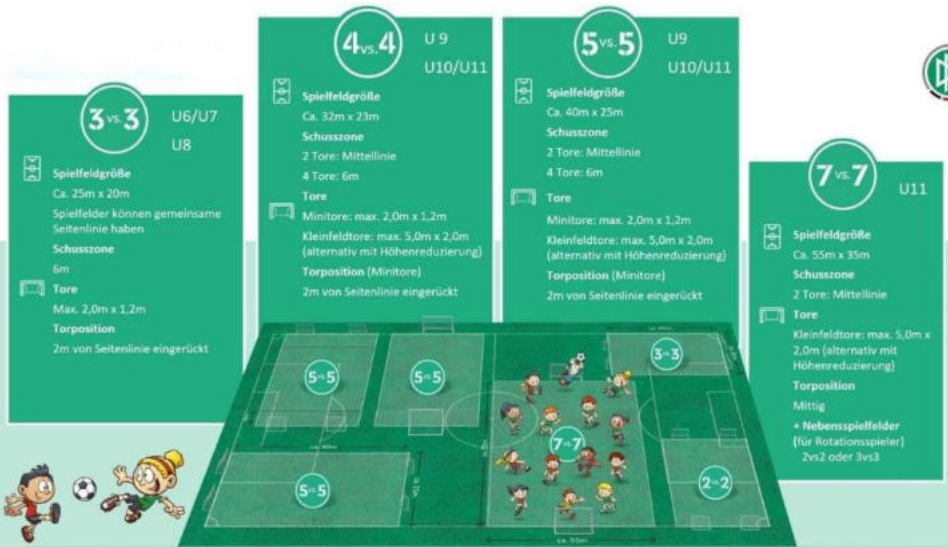 3 vs. 3
U6/U7
U8
Spielfeldgröße
Ca. 25m x 20m
Spielfelder können gemeinsame
Seitenlinie haben
Schusszone
6m
Tore
Max. 2,0m x 1,2m
Torposition
2m von Seitenlinie eingerückt
4 vs. 4
U 9
U10/U11
Spielfeldgröße
Ca. 32m x 23m
Schusszone
2 Tore: Mittellinie
4 Tore: 6m
Tore
Minitore: max. 2,0m x 1,2m
Kleinfeldtore: max. 5,0m x 2,0m
(alternativ mit Höhenreduzierung)
Torposition (Minitore)
2m von Seitenlinie eingerückt
5 vs. 5
U9
U10/U11
Spielfeldgröße
Ca. 40m x 25m
Schusszone
2 Tore: Mittellinie
4 Tore: 6m
Tore
Minitore: max. 2,0m x 1,2m
Kleinfeldtore: max. 5,0m x 2,0m
(alternativ mit Höhenreduzierung)
Torposition (Minitore)
2m von Seitenlinie eingerückt
7 vs. 7
U11
Spielfeldgröße
Ca. 55m x 35m
Schusszone
2 Tore: Mittellinie
Tore
Kleinfeldtore: max. 5,0m x
2,0m (alternativ mit
Höhenreduzierung)
Torposition
Mittig
+ Nebensspielfelder
(für Rotationsspieler)
2vs2 oder 3vs3
5 vs. 5
5 vs. 5
3 vs. 3
7 vs. 7
5 vs. 5
2 vs. 2
ca. 55m